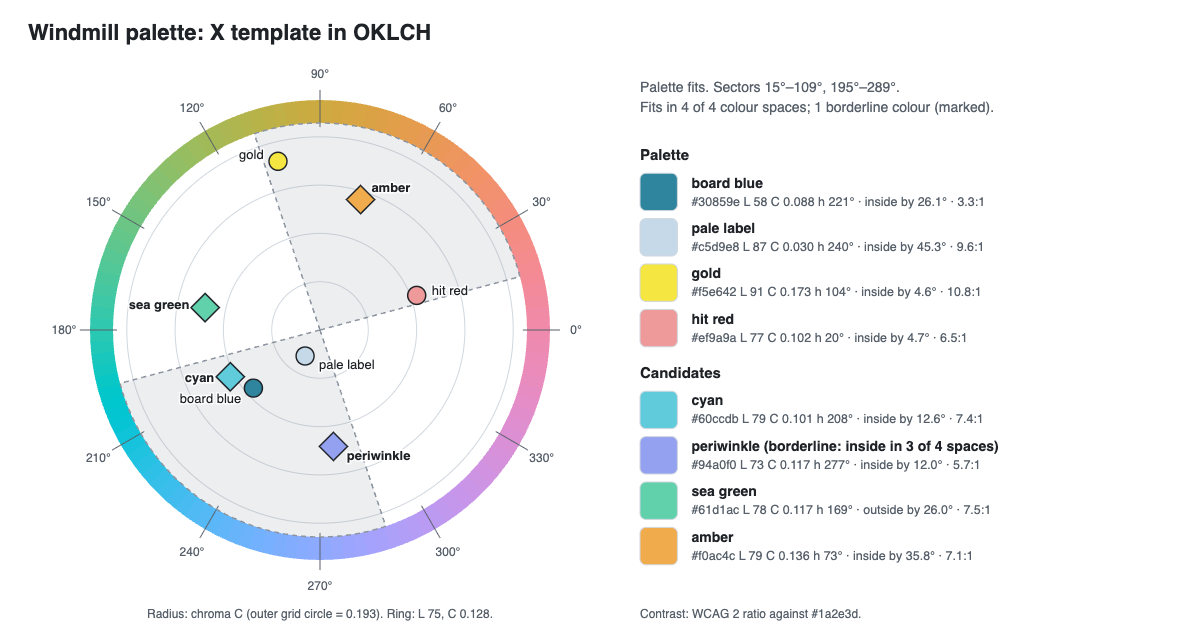 Windmill palette: X template in OKLCH
90°
120°
60°
gold
amber
150°
30°
hit red
sea green
180°
0°
pale label
cyan
board blue
periwinkle
210°
330°
240°
300°
270°
Radius: chroma C (outer grid circle = 0.193). Ring: L 75, C 0.128.
Palette fits. Sectors 15°–109°, 195°–289°.
Fits in 4 of 4 colour spaces; 1 borderline colour (marked).
Palette
board blue
#30859e L 58 C 0.088 h 221° · inside by 26.1° · 3.3:1
pale label
#c5d9e8 L 87 C 0.030 h 240° · inside by 45.3° · 9.6:1
gold
#f5e642 L 91 C 0.173 h 104° · inside by 4.6° · 10.8:1
hit red
#ef9a9a L 77 C 0.102 h 20° · inside by 4.7° · 6.5:1
Candidates
cyan
#60ccdb L 79 C 0.101 h 208° · inside by 12.6° · 7.4:1
periwinkle (borderline: inside in 3 of 4 spaces)
#94a0f0 L 73 C 0.117 h 277° · inside by 12.0° · 5.7:1
sea green
#61d1ac L 78 C 0.117 h 169° · outside by 26.0° · 7.5:1
amber
#f0ac4c L 79 C 0.136 h 73° · inside by 35.8° · 7.1:1
Contrast: WCAG 2 ratio against #1a2e3d.